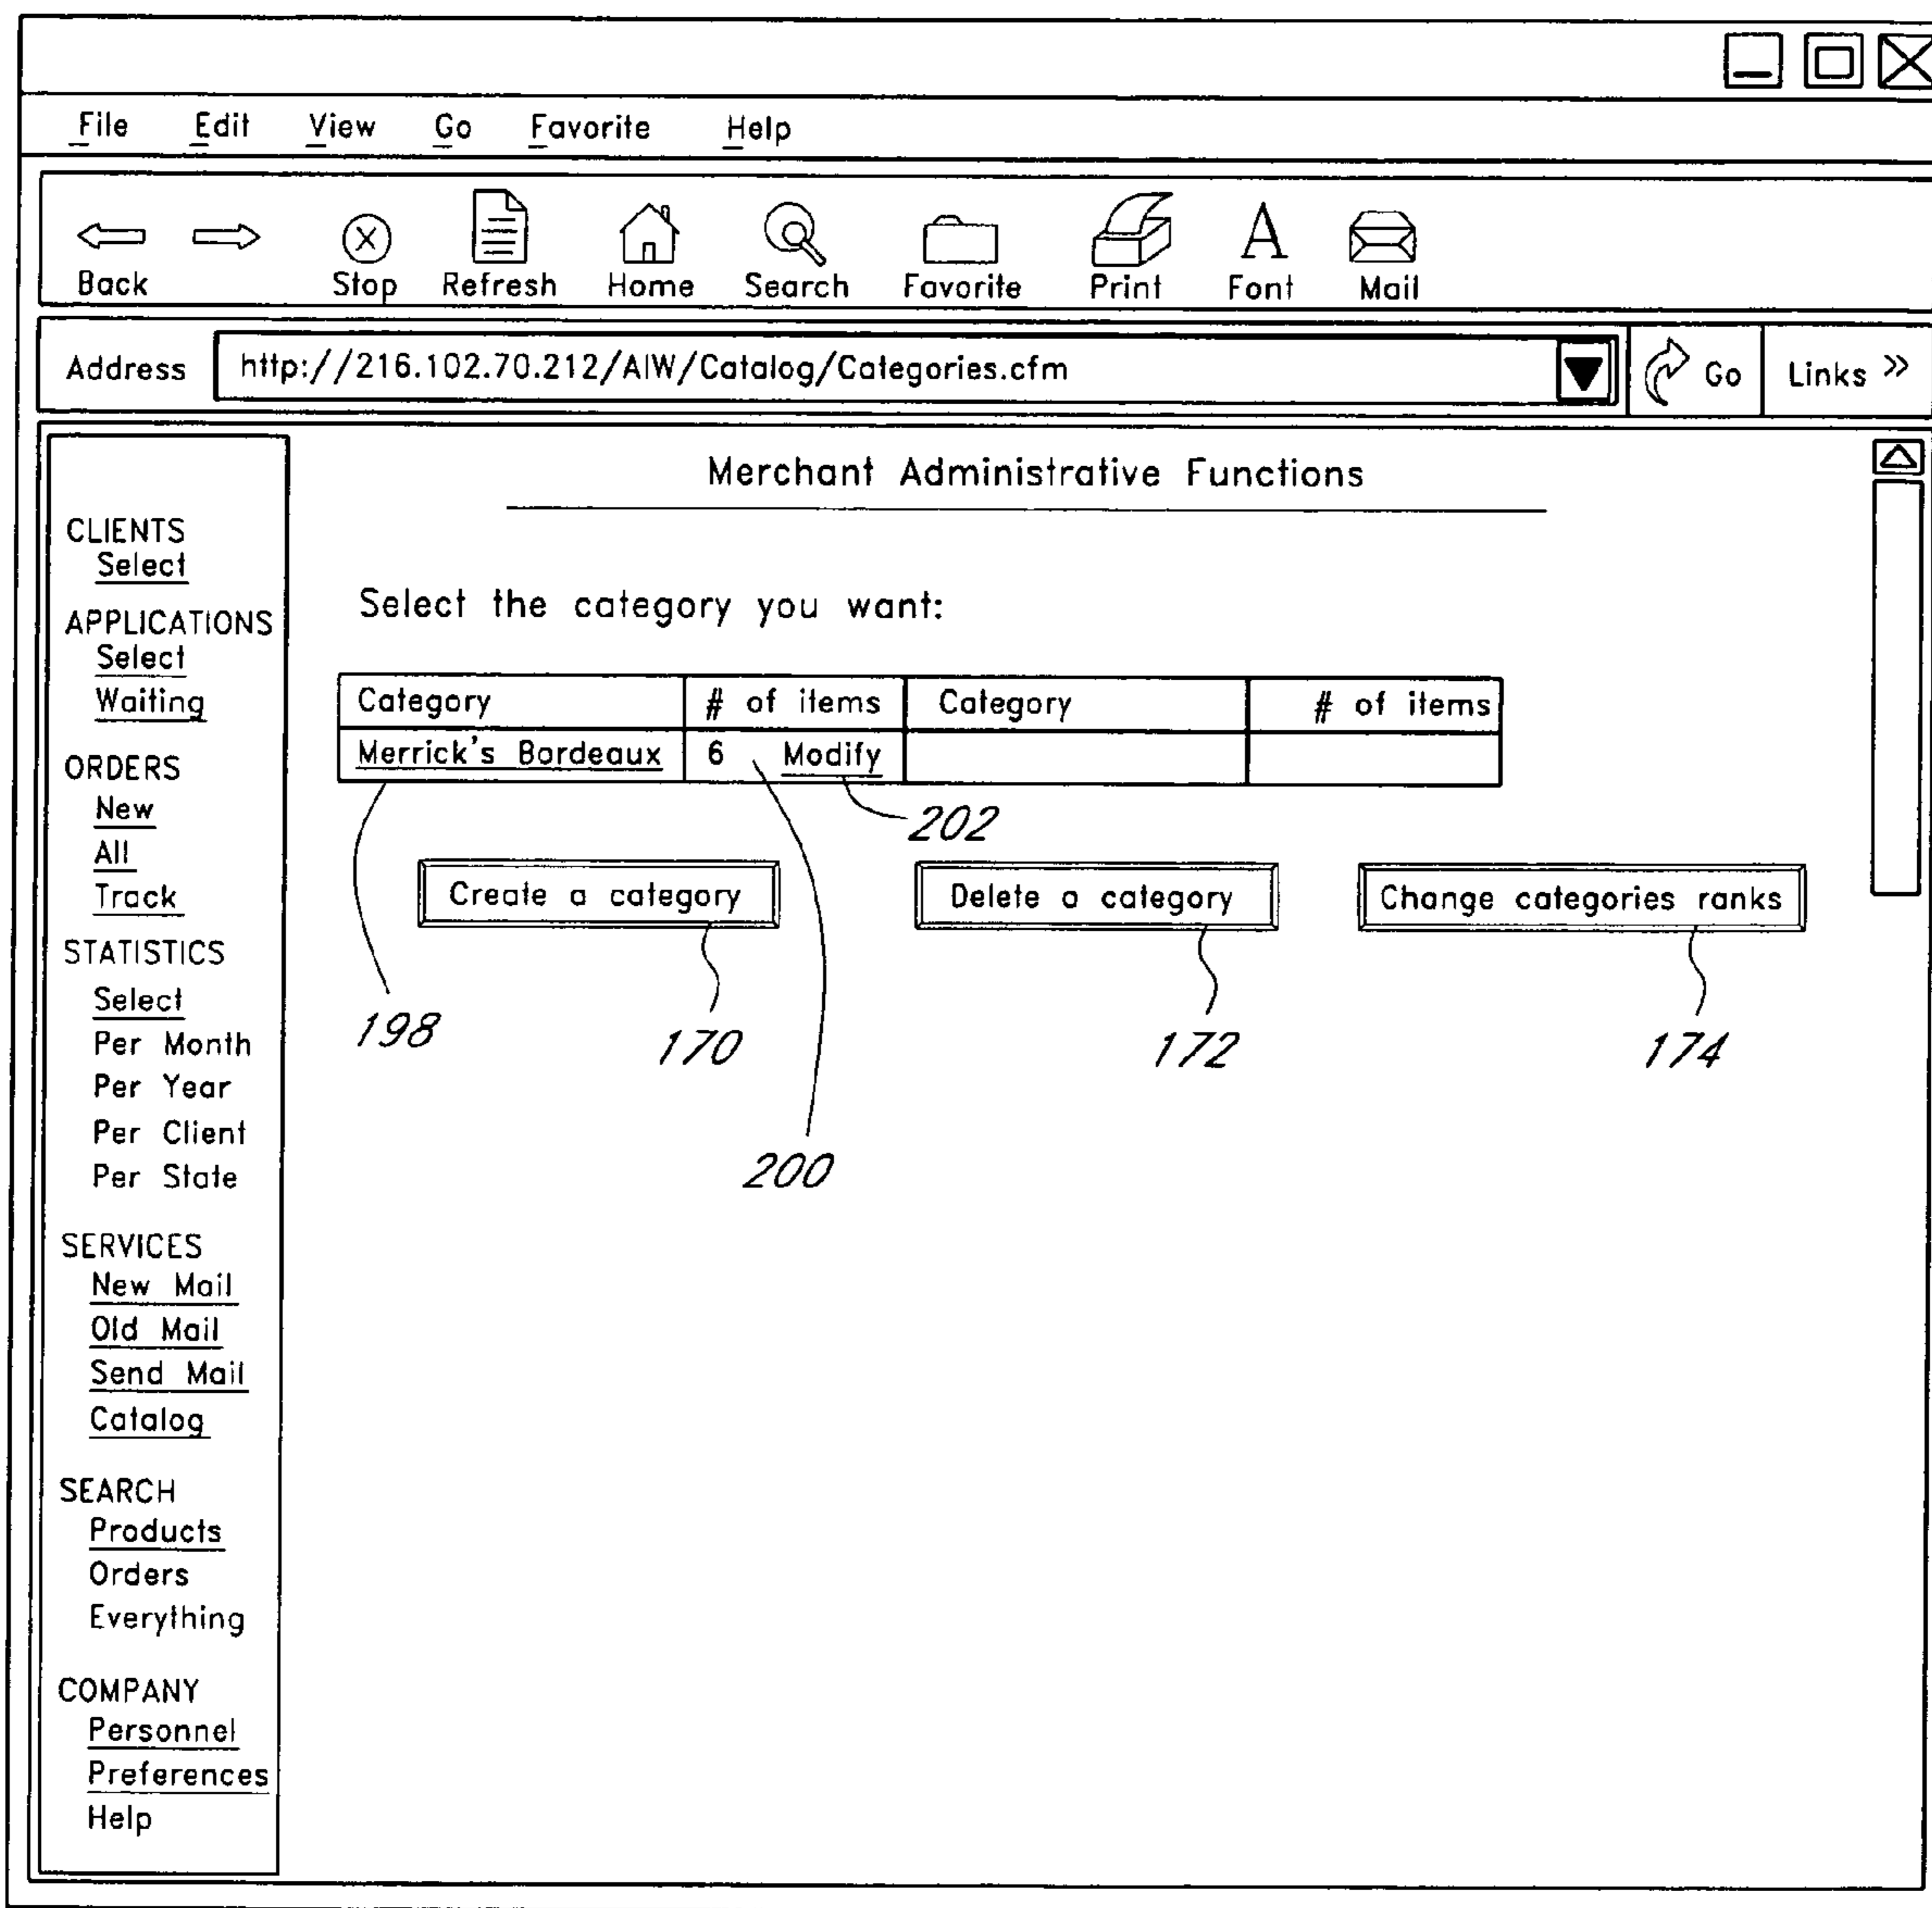 File Edit View Go Favorite Help
Back Stop Refresh Home Search Favorite Print Font Mail
Address http://216.102.70.212/AIW/Catalog/Categories.cfm Go Links »
CLIENTS
Select
APPLICATIONS
Select
Waiting
ORDERS
New
All
Track
STATISTICS
Select
Per Month
Per Year
Per Client
Per State
SERVICES
New Mail
Old Mail
Send Mail
Catalog
SEARCH
Products
Orders
Everything
COMPANY
Personnel
Preferences
Help
Merchant Administrative Functions
Select the category you want:
Category # of items Category # of items
Merrick's Bordeaux 6 Modify
202
Create a category Delete a category Change categories ranks
198 170 172 174
200